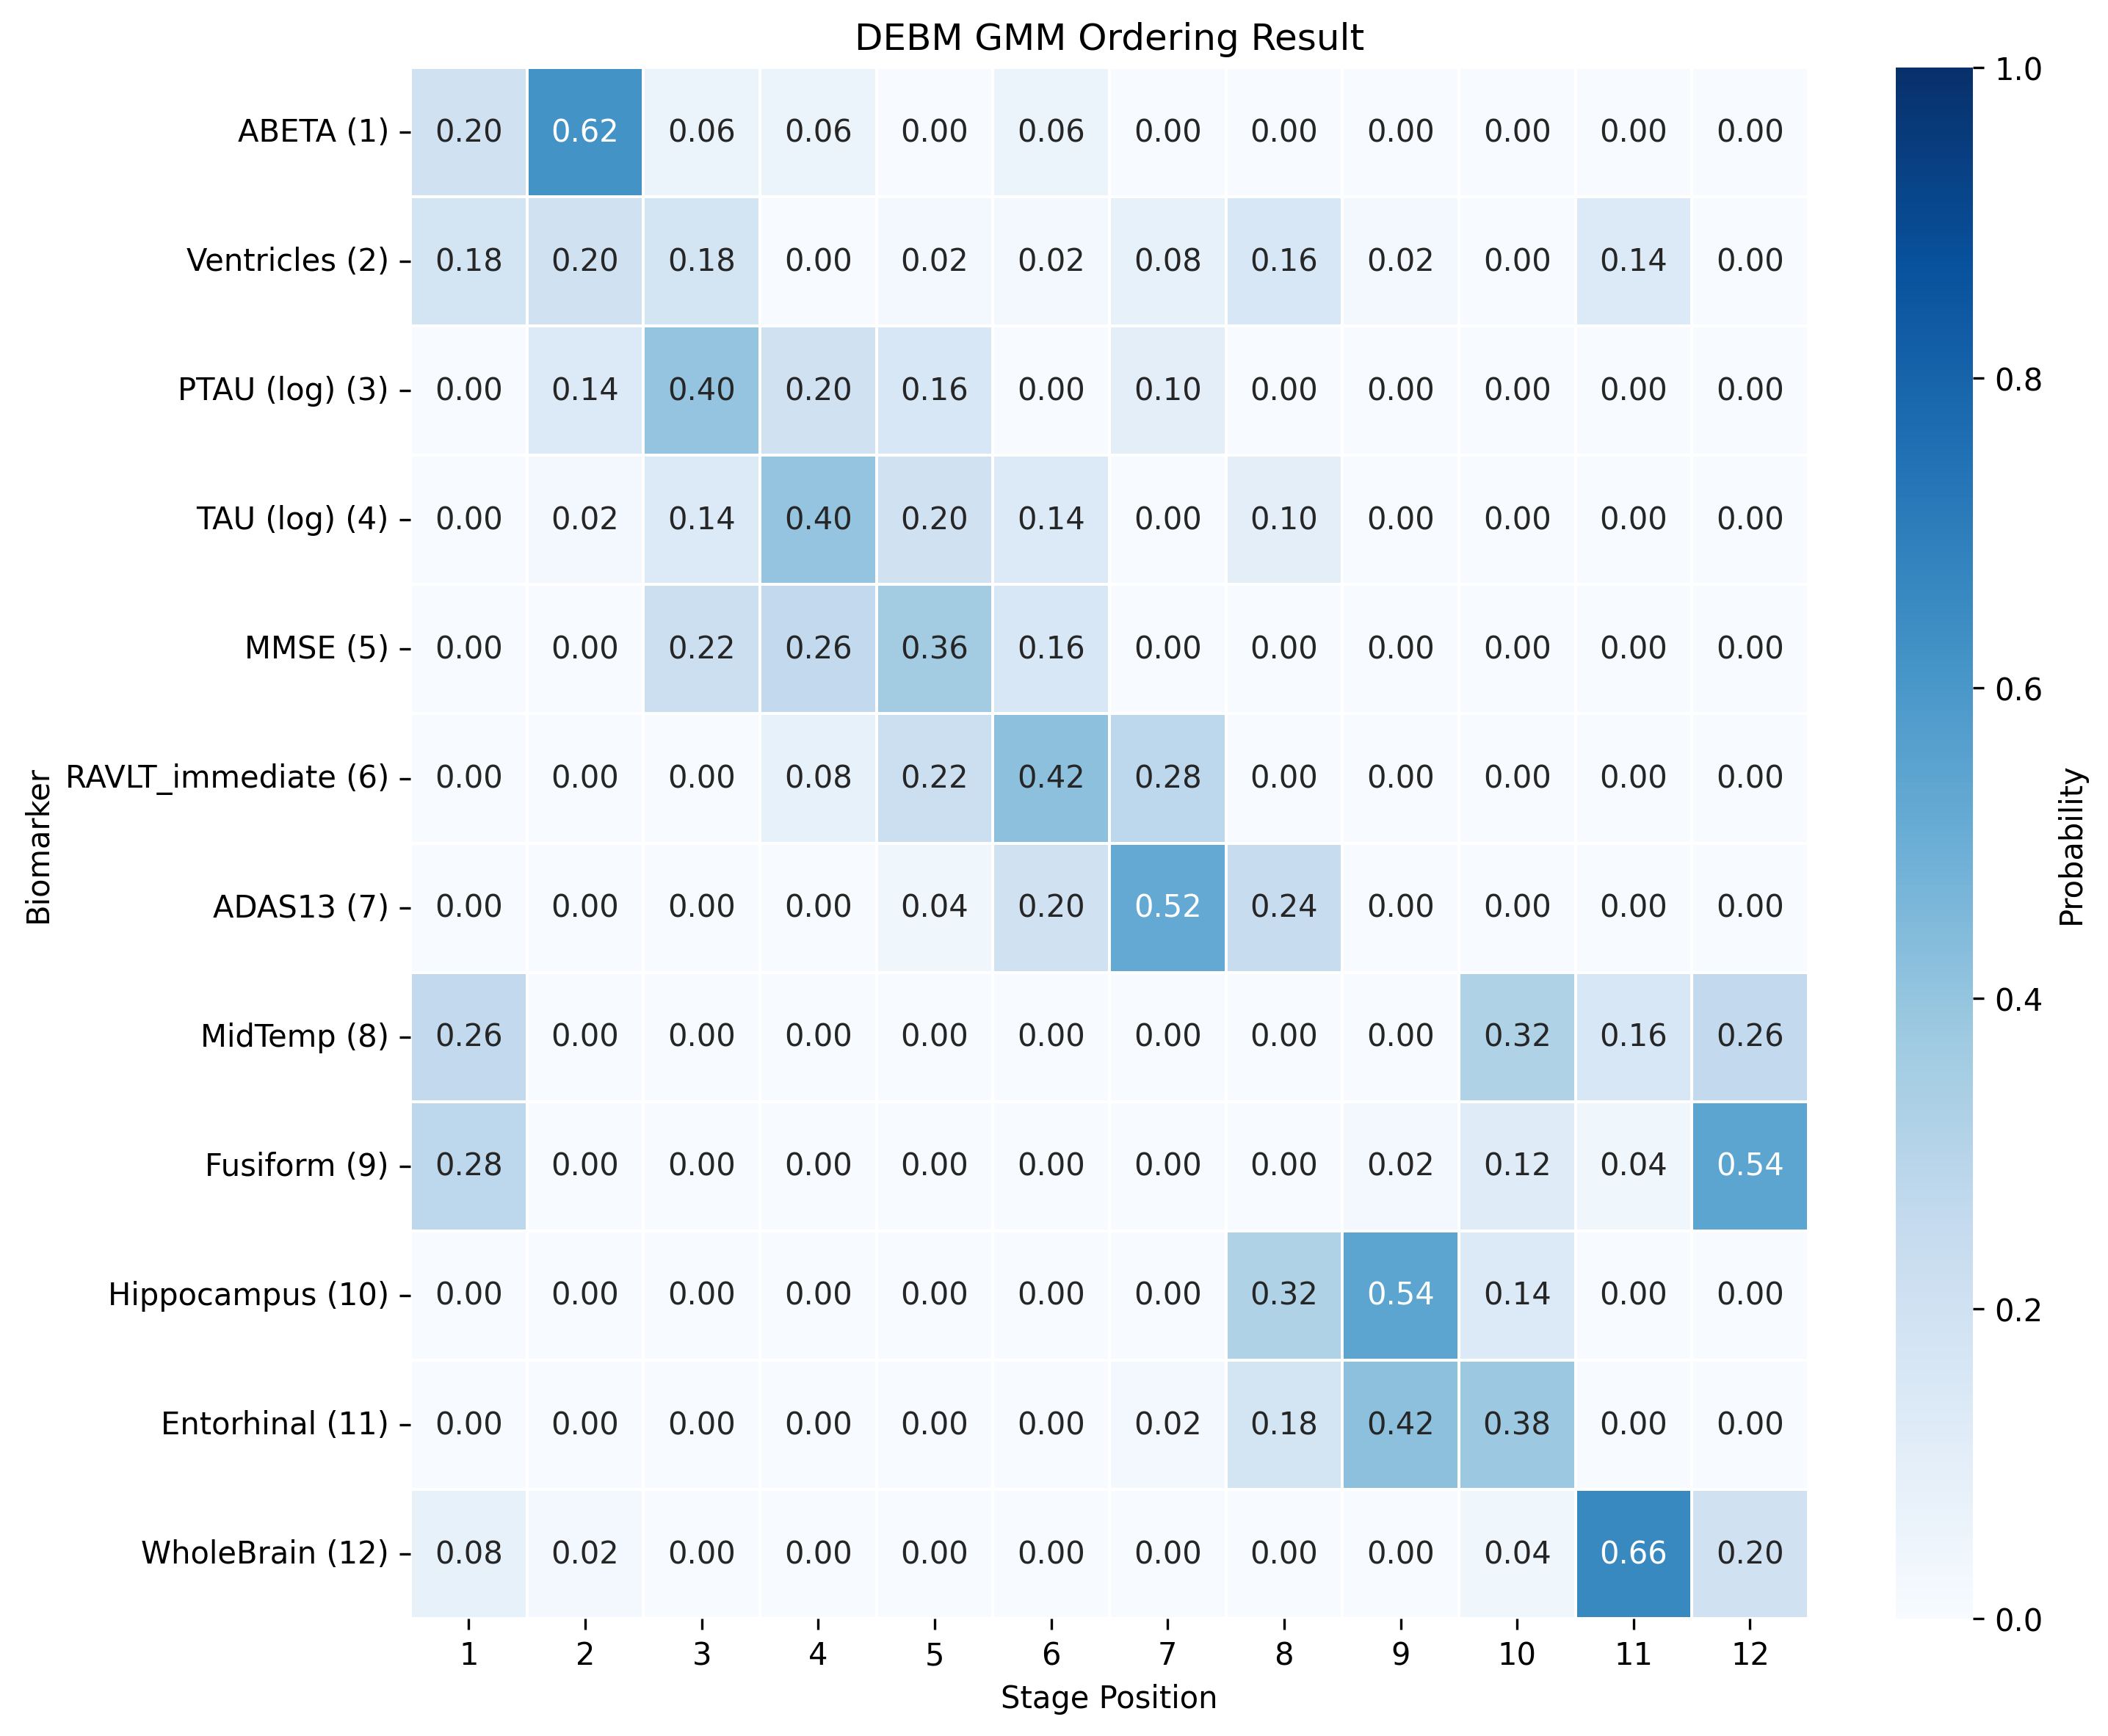 DEBM GMM Ordering Result
Biomarker
ABETA (1) 0.20 0.62 0.06 0.06 0.00 0.06 0.00 0.00 0.00 0.00 0.00 0.00
Ventricles (2) 0.18 0.20 0.18 0.00 0.02 0.02 0.08 0.16 0.02 0.00 0.14 0.00
PTAU (log) (3) 0.00 0.14 0.40 0.20 0.16 0.00 0.10 0.00 0.00 0.00 0.00 0.00
TAU (log) (4) 0.00 0.02 0.14 0.40 0.20 0.14 0.00 0.10 0.00 0.00 0.00 0.00
MMSE (5) 0.00 0.00 0.22 0.26 0.36 0.16 0.00 0.00 0.00 0.00 0.00 0.00
RAVLT_immediate (6) 0.00 0.00 0.00 0.08 0.22 0.42 0.28 0.00 0.00 0.00 0.00 0.00
ADAS13 (7) 0.00 0.00 0.00 0.00 0.04 0.20 0.52 0.24 0.00 0.00 0.00 0.00
MidTemp (8) 0.26 0.00 0.00 0.00 0.00 0.00 0.00 0.00 0.00 0.32 0.16 0.26
Fusiform (9) 0.28 0.00 0.00 0.00 0.00 0.00 0.00 0.00 0.02 0.12 0.04 0.54
Hippocampus (10) 0.00 0.00 0.00 0.00 0.00 0.00 0.00 0.32 0.54 0.14 0.00 0.00
Entorhinal (11) 0.00 0.00 0.00 0.00 0.00 0.00 0.02 0.18 0.42 0.38 0.00 0.00
WholeBrain (12) 0.08 0.02 0.00 0.00 0.00 0.00 0.00 0.00 0.00 0.04 0.66 0.20
1 2 3 4 5 6 7 8 9 10 11 12
Stage Position
1.0
0.8
0.6
0.4
0.2
0.0
Probability